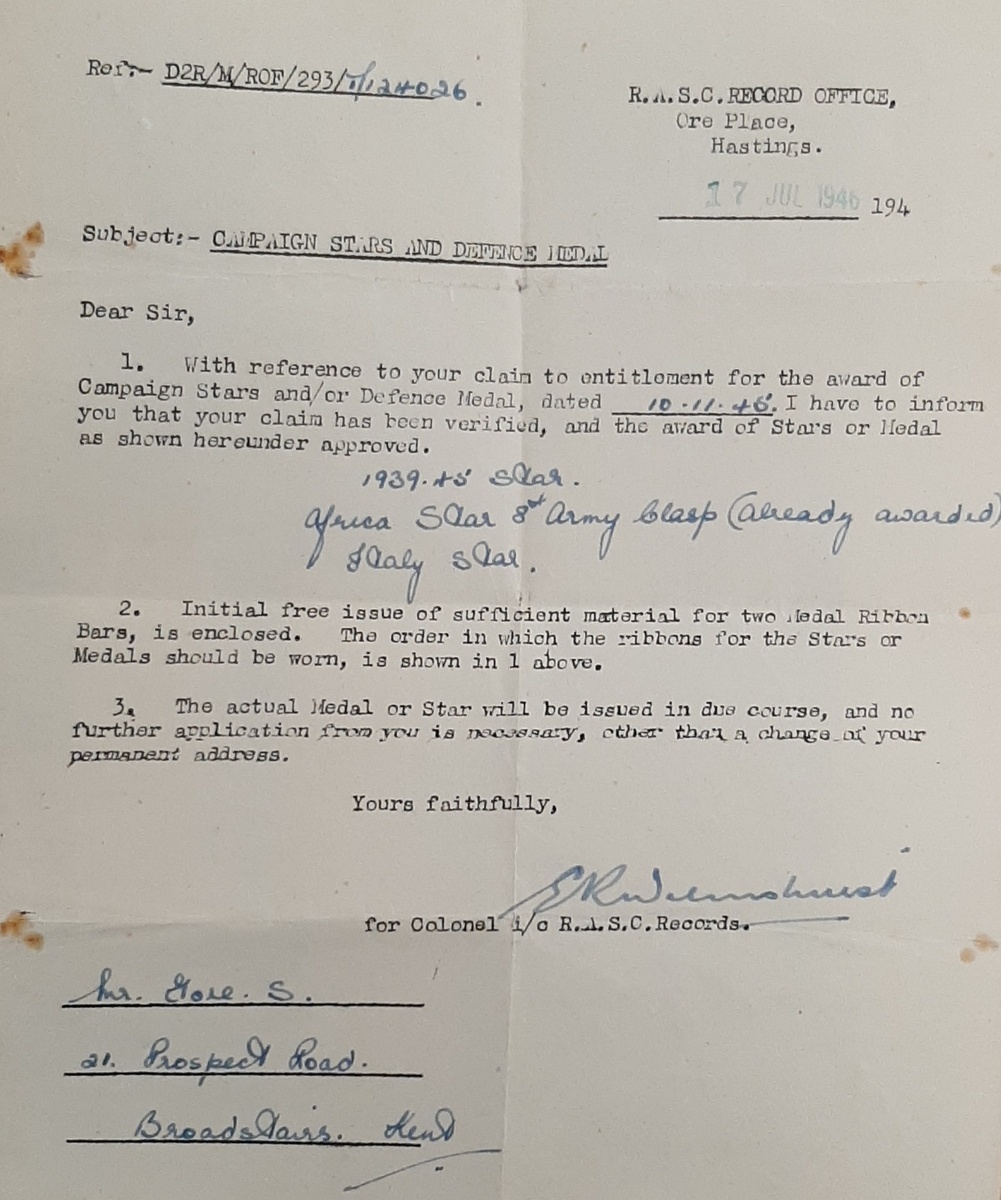 Ref:- D2R/M/ROF/293/T/124026.
R.A.S.C.RECORD OFFICE,
Ore Place,
Hastings.
17 JUL 1946 194
Subject:- CAMPAIGN STARS AND DEFENCE MEDAL
Dear Sir,
1. With reference to your claim to entitlement for the award of
Campaign Stars and/or Defence Medal, dated 10.11.45. I have to inform
you that your claim has been verified, and the award of Stars or Medal
as shown hereunder approved.
1939.45 Star.
Africa Star 8th Army Clasp (Already awarded)
Italy Star.
2. Initial free issue of sufficient material for two Medal Ribbon
Bars, is enclosed. The order in which the ribbons for the Stars or
Medals should be worn, is shown in 1 above.
3. The actual Medal or Star will be issued in due course, and no
further application from you is necessary, other than a change of your
permanent address.
Yours faithfully,
for Colonel i/c R.A.S.C.Records.
Mr. Gore. S.
21. Prospect Road.
Broadstairs. Kent